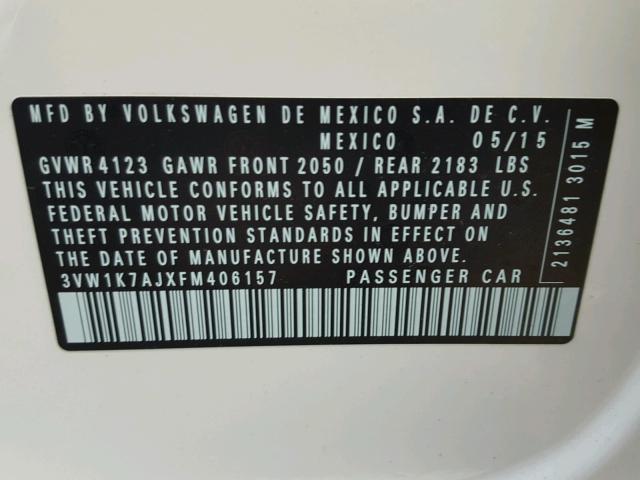 MFD BY VOLKSWAGEN DE MEXICO S.A. DE C.V.
MEXICO 05/15
GVWR 4123 GAWR FRONT 2050 / REAR 2183 LBS
THIS VEHICLE CONFORMS TO ALL APPLICABLE U.S.
FEDERAL MOTOR VEHICLE SAFETY, BUMPER AND
THEFT PREVENTION STANDARDS IN EFFECT ON
THE DATE OF MANUFACTURE SHOWN ABOVE.
3VW1K7AJXFM406157 PASSENGER CAR
2136481 3015 M